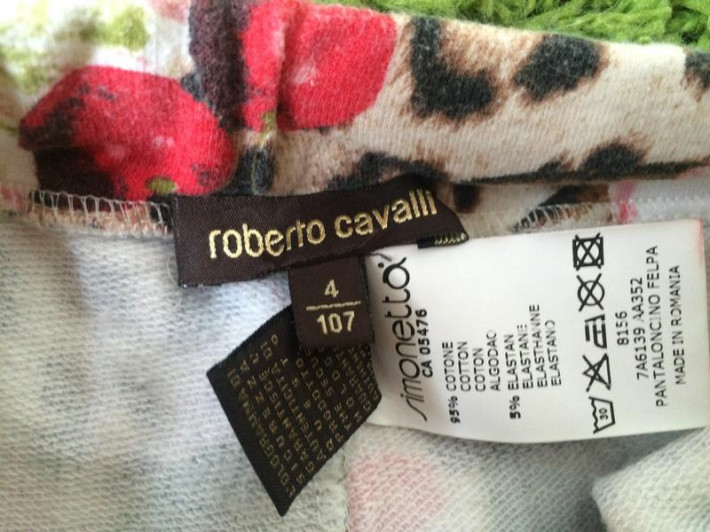 roberto cavalli
4
107
simonetta
CA 05476
95% COTONE
COTTON
COTON
ALGODAO
5% ELASTAN
ELASTANE
ELASTHANNE
ELASTANO
30
8156
7A6139 AA352
PANTALONCINO FELPA
MADE IN ROMANIA